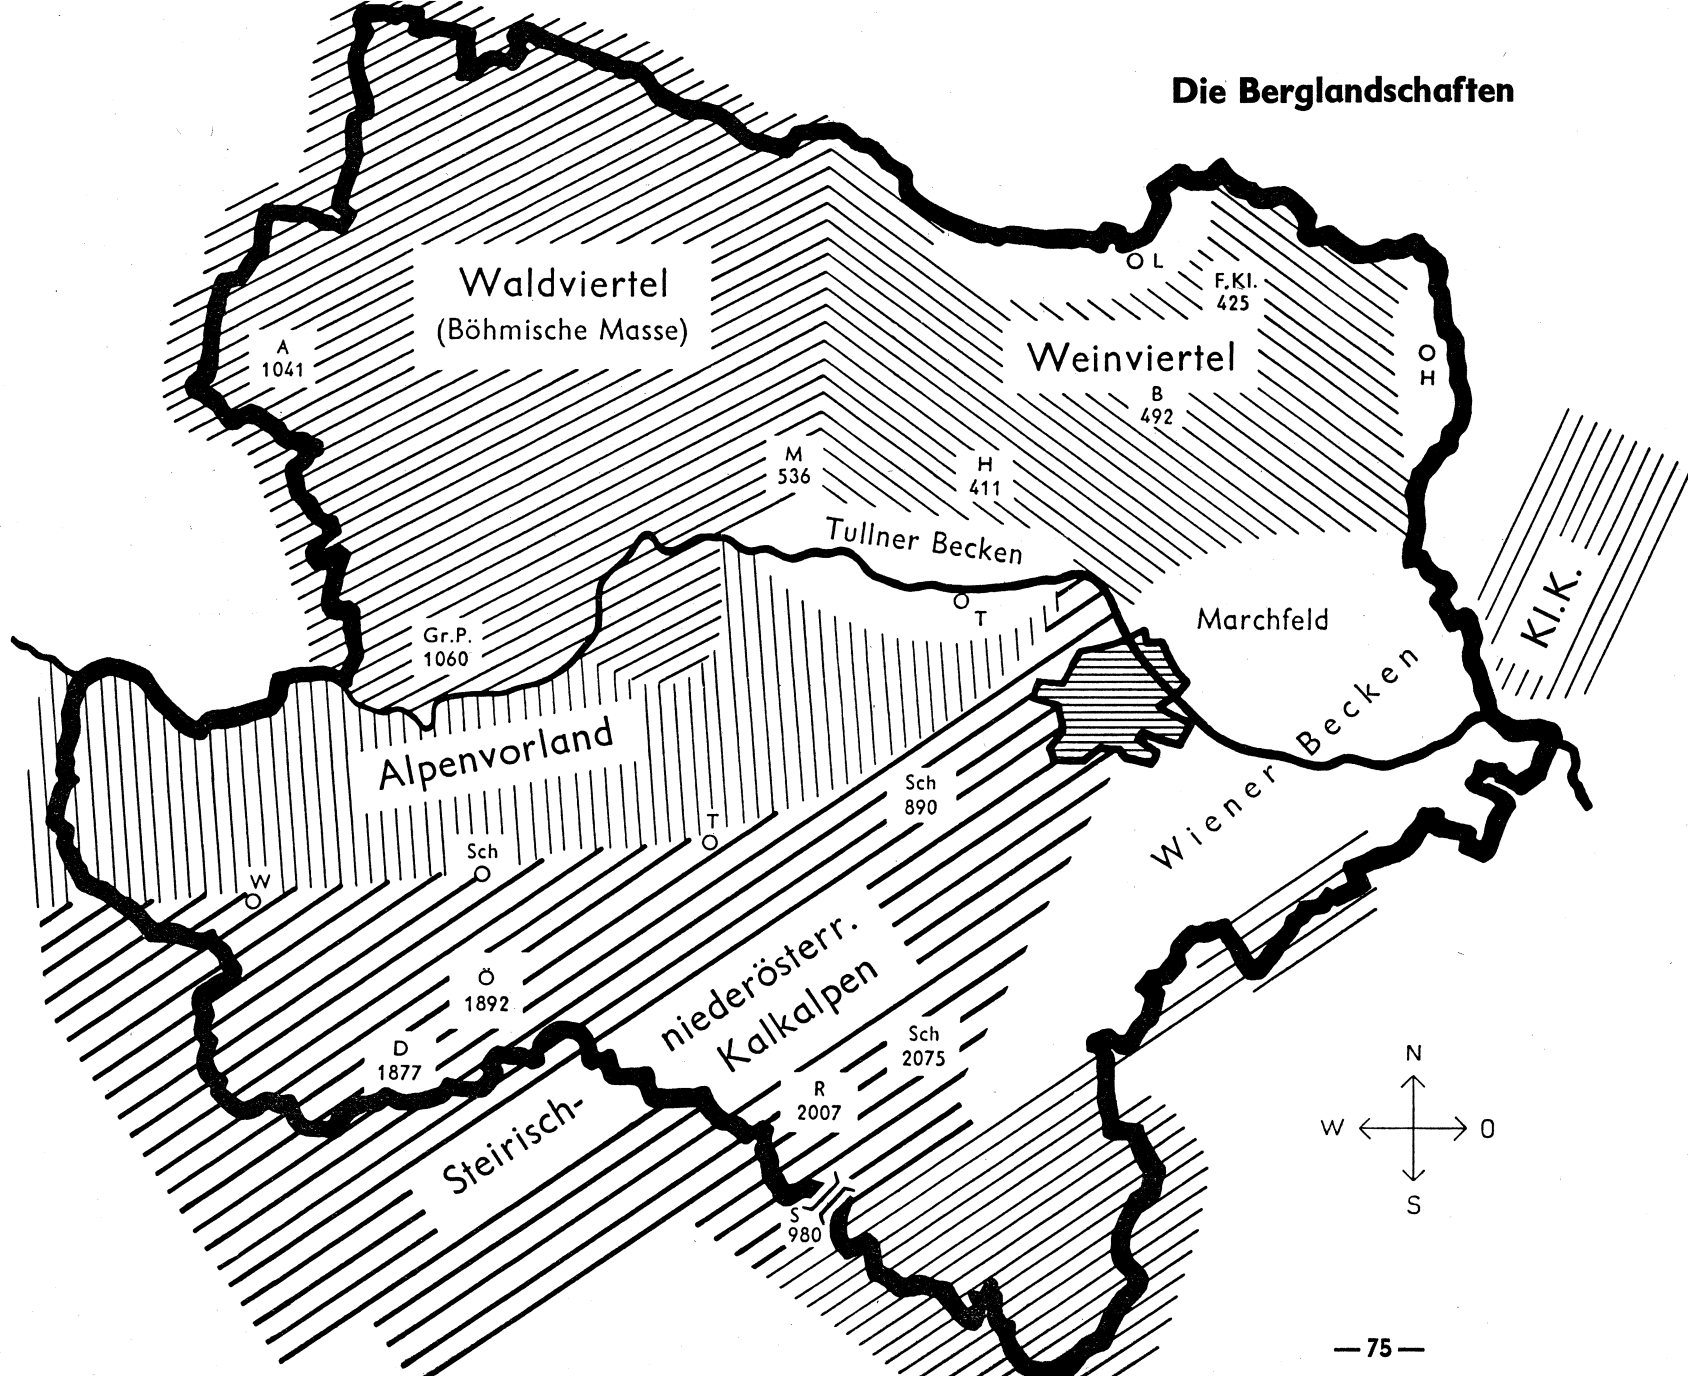 Die Berglandschaften
L
F.Kl.
425
Waldviertel
(Böhmische Masse)
A
1041
Weinviertel
O
H
B
492
M
536
H
411
Tullner Becken
Kl.K.
T
Marchfeld
Gr.P.
1060
Alpenvorland
Wiener Becken
Sch
890
T
Sch
W
Ö
1892
niederösterr.
Kalkalpen
D
1877
Sch
2075
R
2007
Steirisch-
S
980
N
W
O
S
— 75 —